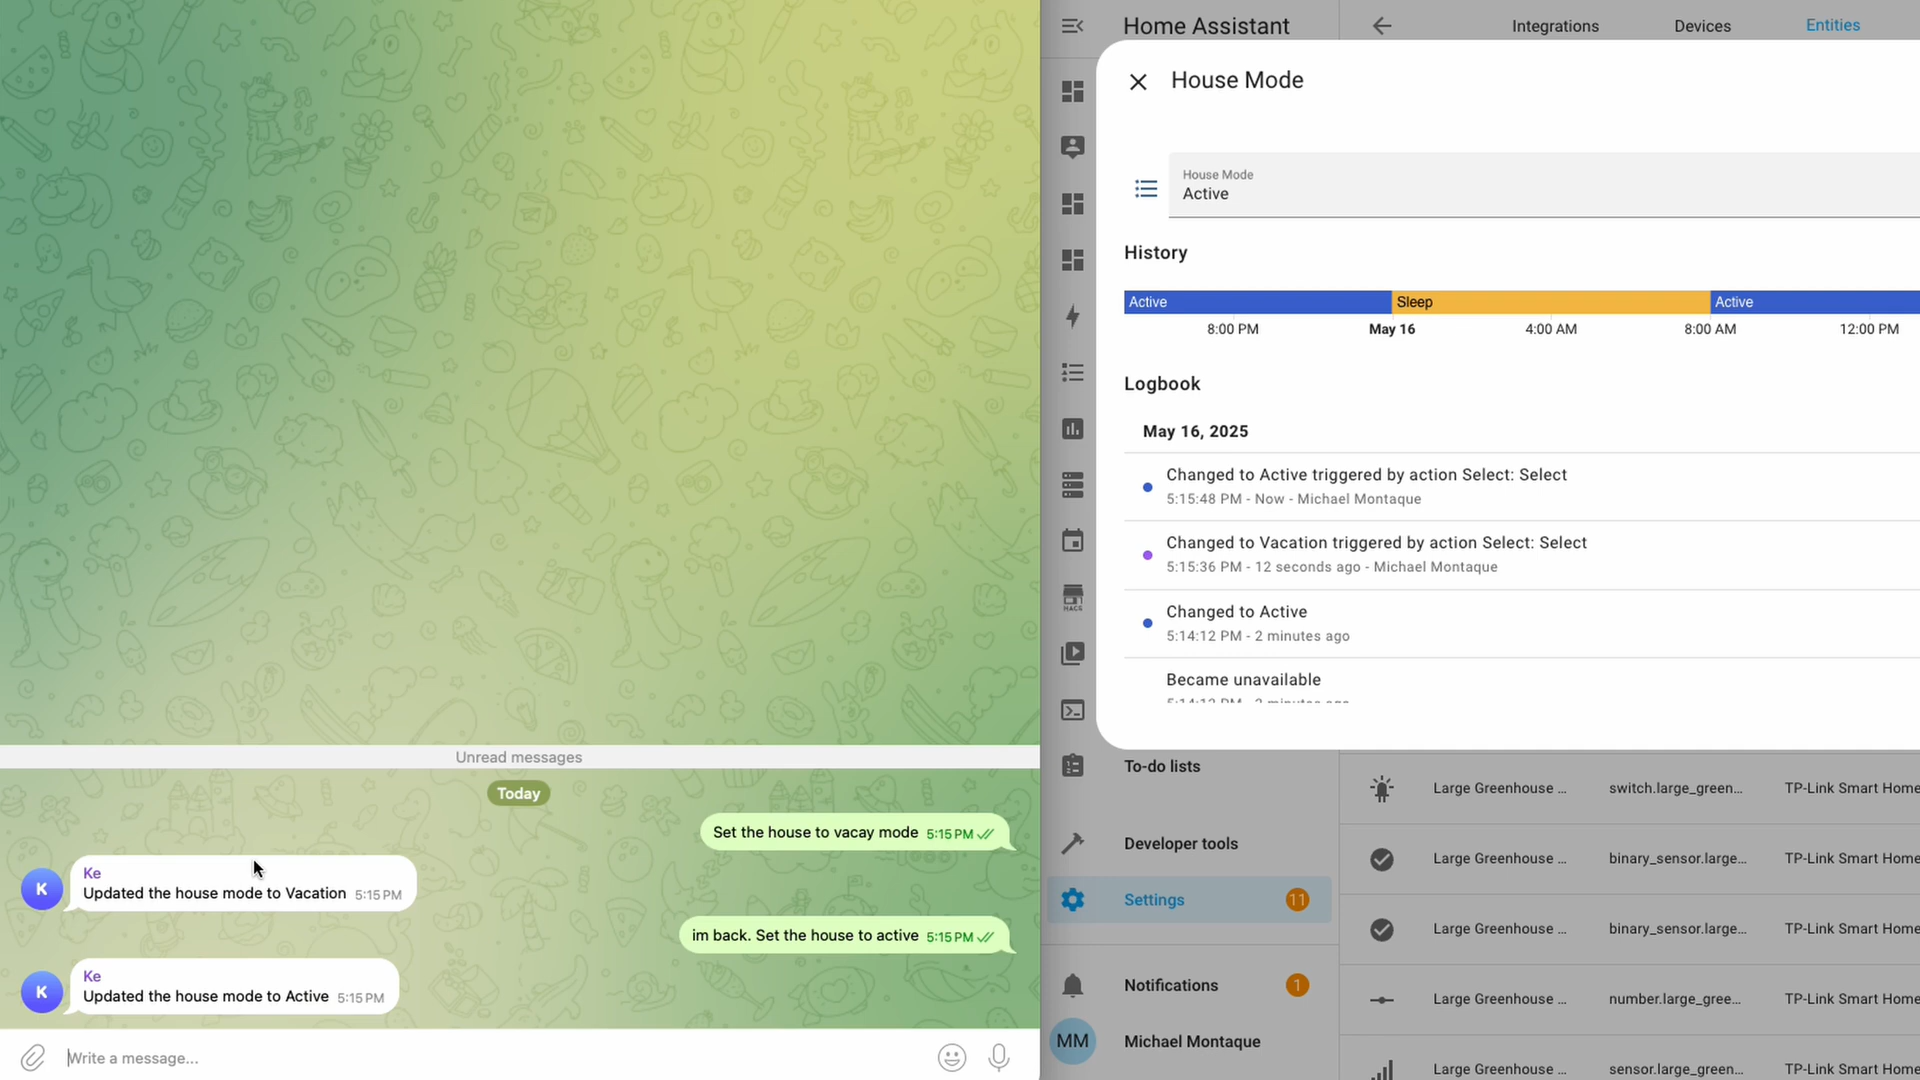 Unread messages
Today
Set the house to vacay mode 5:15 PM
K
Ke
Updated the house mode to Vacation 5:15 PM
im back. Set the house to active 5:15 PM
K
Ke
Updated the house mode to Active 5:15 PM
Write a message...
Home Assistant
Integrations
Devices
Entities
House Mode
House Mode
Active
History
Active
Sleep
Active
8:00 PM
May 16
4:00 AM
8:00 AM
12:00 PM
Logbook
May 16, 2025
Changed to Active triggered by action Select: Select
5:15:48 PM - Now - Michael Montaque
Changed to Vacation triggered by action Select: Select
5:15:36 PM - 12 seconds ago - Michael Montaque
Changed to Active
5:14:12 PM - 2 minutes ago
Became unavailable
HACS
To-do lists
Developer tools
Settings 11
Notifications 1
MM Michael Montaque
Large Greenhouse ... switch.large_green... TP-Link Smart Home
Large Greenhouse ... binary_sensor.large... TP-Link Smart Home
Large Greenhouse ... binary_sensor.large... TP-Link Smart Home
Large Greenhouse ... number.large_gree... TP-Link Smart Home
Large Greenhouse ... sensor.large_green... TP-Link Smart Home